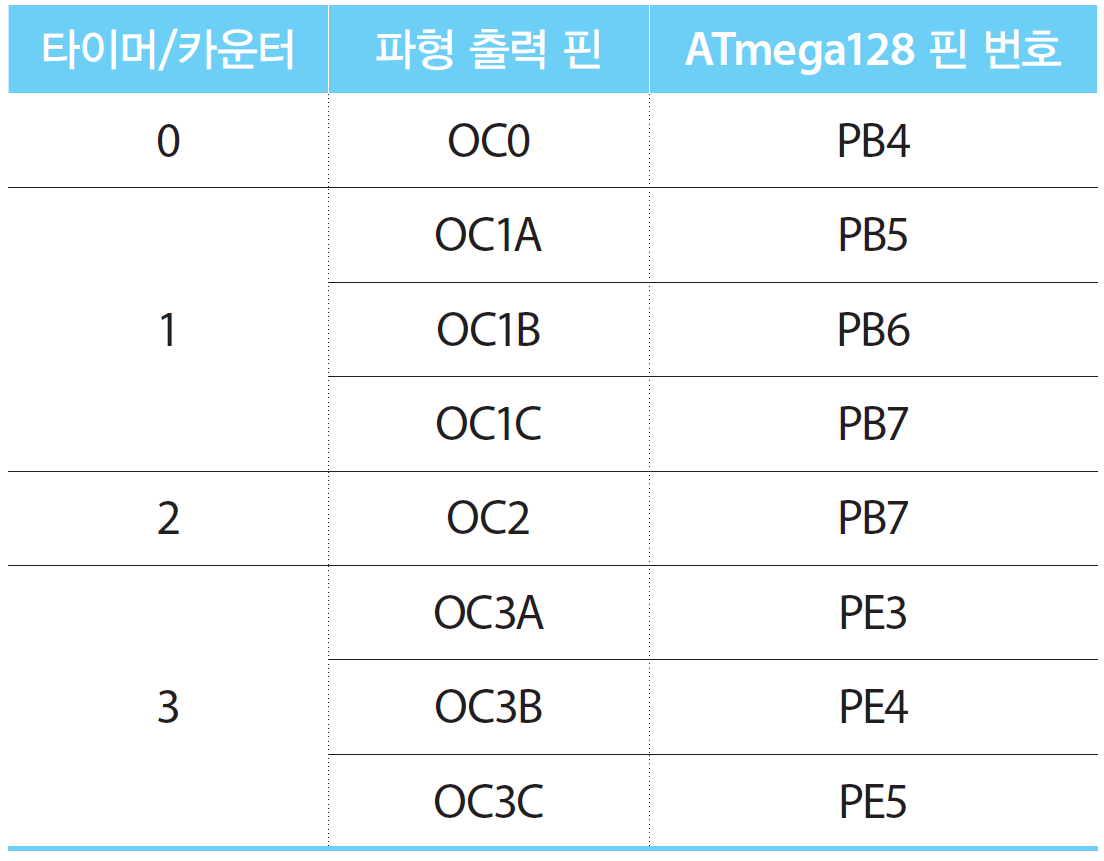 타이머/카운터 파형 출력 핀 ATmega128 핀 번호
0 OC0 PB4
1 OC1A PB5
OC1B PB6
OC1C PB7
2 OC2 PB7
3 OC3A PE3
OC3B PE4
OC3C PE5